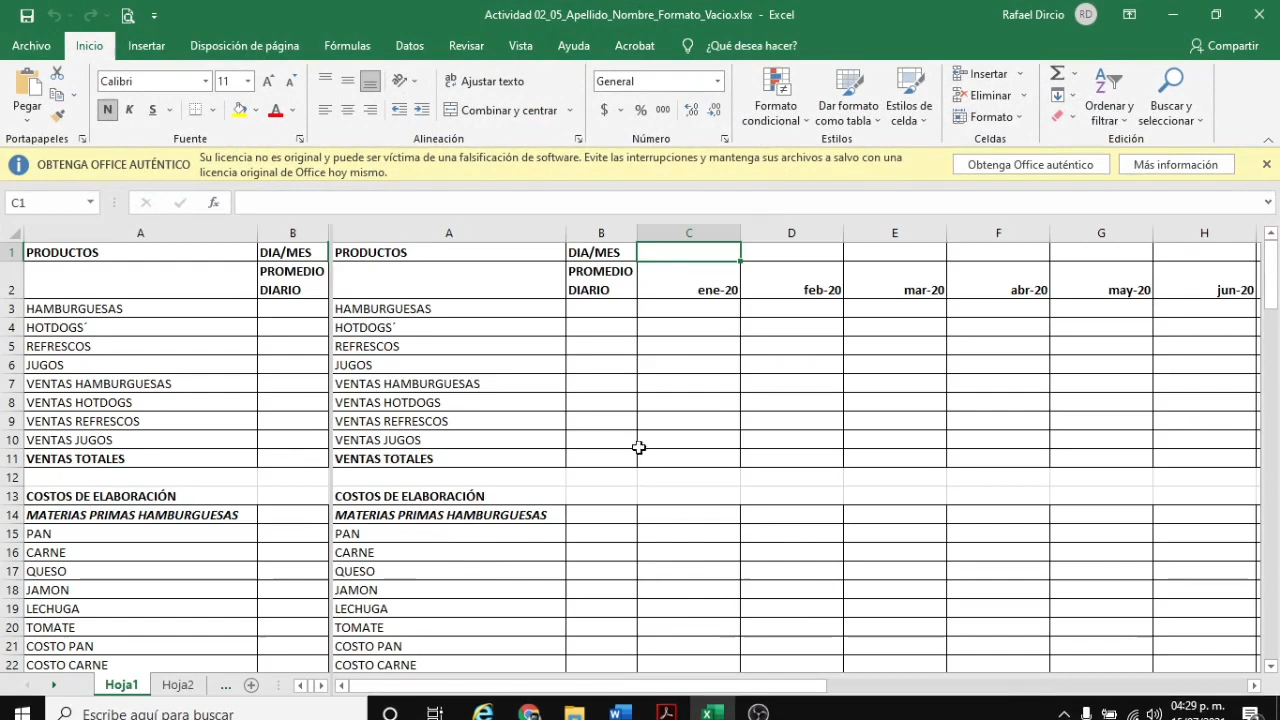 Actividad 02_05_Apellido_Nombre_Formato_Vacio.xlsx - Excel
Rafael Dircio
RD
Archivo Inicio Insertar Disposición de página Fórmulas Datos Revisar Vista Ayuda Acrobat ¿Qué desea hacer? Compartir
Pegar
Portapapeles
Calibri 11
N K S
Fuente
Ajustar texto
Combinar y centrar
Alineación
General
$ % 000
Número
Formato condicional
Dar formato como tabla
Estilos de celda
Estilos
Insertar
Eliminar
Formato
Celdas
Ordenar y filtrar
Buscar y seleccionar
Edición
OBTENGA OFFICE AUTÉNTICO
Su licencia no es original y puede ser víctima de una falsificación de software. Evite las interrupciones y mantenga sus archivos a salvo con una
licencia original de Office hoy mismo.
Obtenga Office auténtico
Más información
C1
fx
A B A B C D E F G H
1 PRODUCTOS DIA/MES PRODUCTOS DIA/MES
2 PROMEDIO DIARIO PROMEDIO DIARIO ene-20 feb-20 mar-20 abr-20 may-20 jun-20
3 HAMBURGUESAS HAMBURGUESAS
4 HOTDOGS´ HOTDOGS´
5 REFRESCOS REFRESCOS
6 JUGOS JUGOS
7 VENTAS HAMBURGUESAS VENTAS HAMBURGUESAS
8 VENTAS HOTDOGS VENTAS HOTDOGS
9 VENTAS REFRESCOS VENTAS REFRESCOS
10 VENTAS JUGOS VENTAS JUGOS
11 VENTAS TOTALES VENTAS TOTALES
12
13 COSTOS DE ELABORACIÓN COSTOS DE ELABORACIÓN
14 MATERIAS PRIMAS HAMBURGUESAS MATERIAS PRIMAS HAMBURGUESAS
15 PAN PAN
16 CARNE CARNE
17 QUESO QUESO
18 JAMON JAMON
19 LECHUGA LECHUGA
20 TOMATE TOMATE
21 COSTO PAN COSTO PAN
22 COSTO CARNE COSTO CARNE
Hoja1 Hoja2 ...
Escribe aquí para buscar
04:29 p. m.